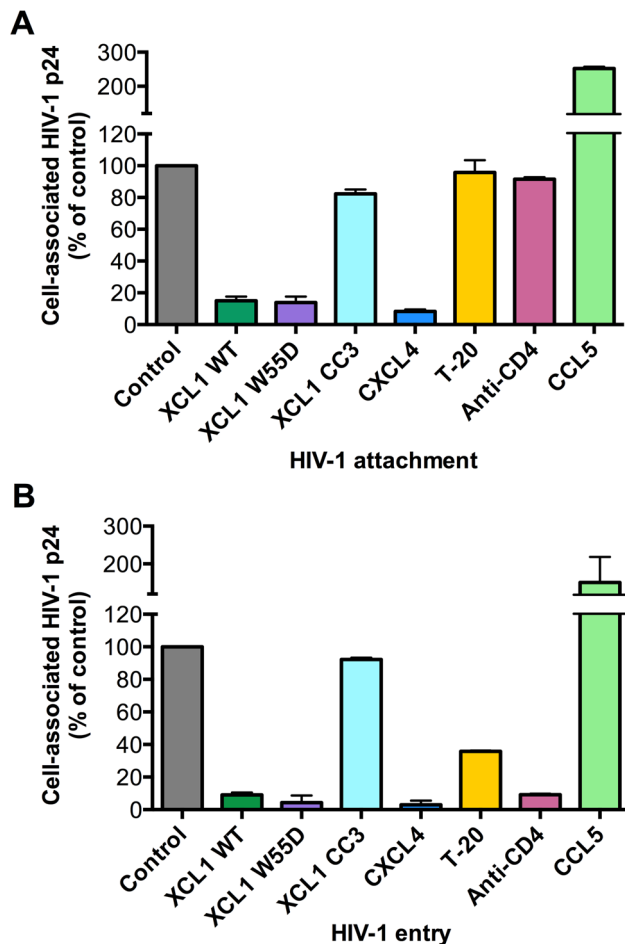 A
Cell-associated HIV-1 p24
(% of control)
300
200
120
100
80
60
40
20
0
Control
XCL1 WT
XCL1 W55D
XCL1 CC3
CXCL4
T-20
Anti-CD4
CCL5
HIV-1 attachment
B
Cell-associated HIV-1 p24
(% of control)
300
200
120
100
80
60
40
20
0
Control
XCL1 WT
XCL1 W55D
XCL1 CC3
CXCL4
T-20
Anti-CD4
CCL5
HIV-1 entry